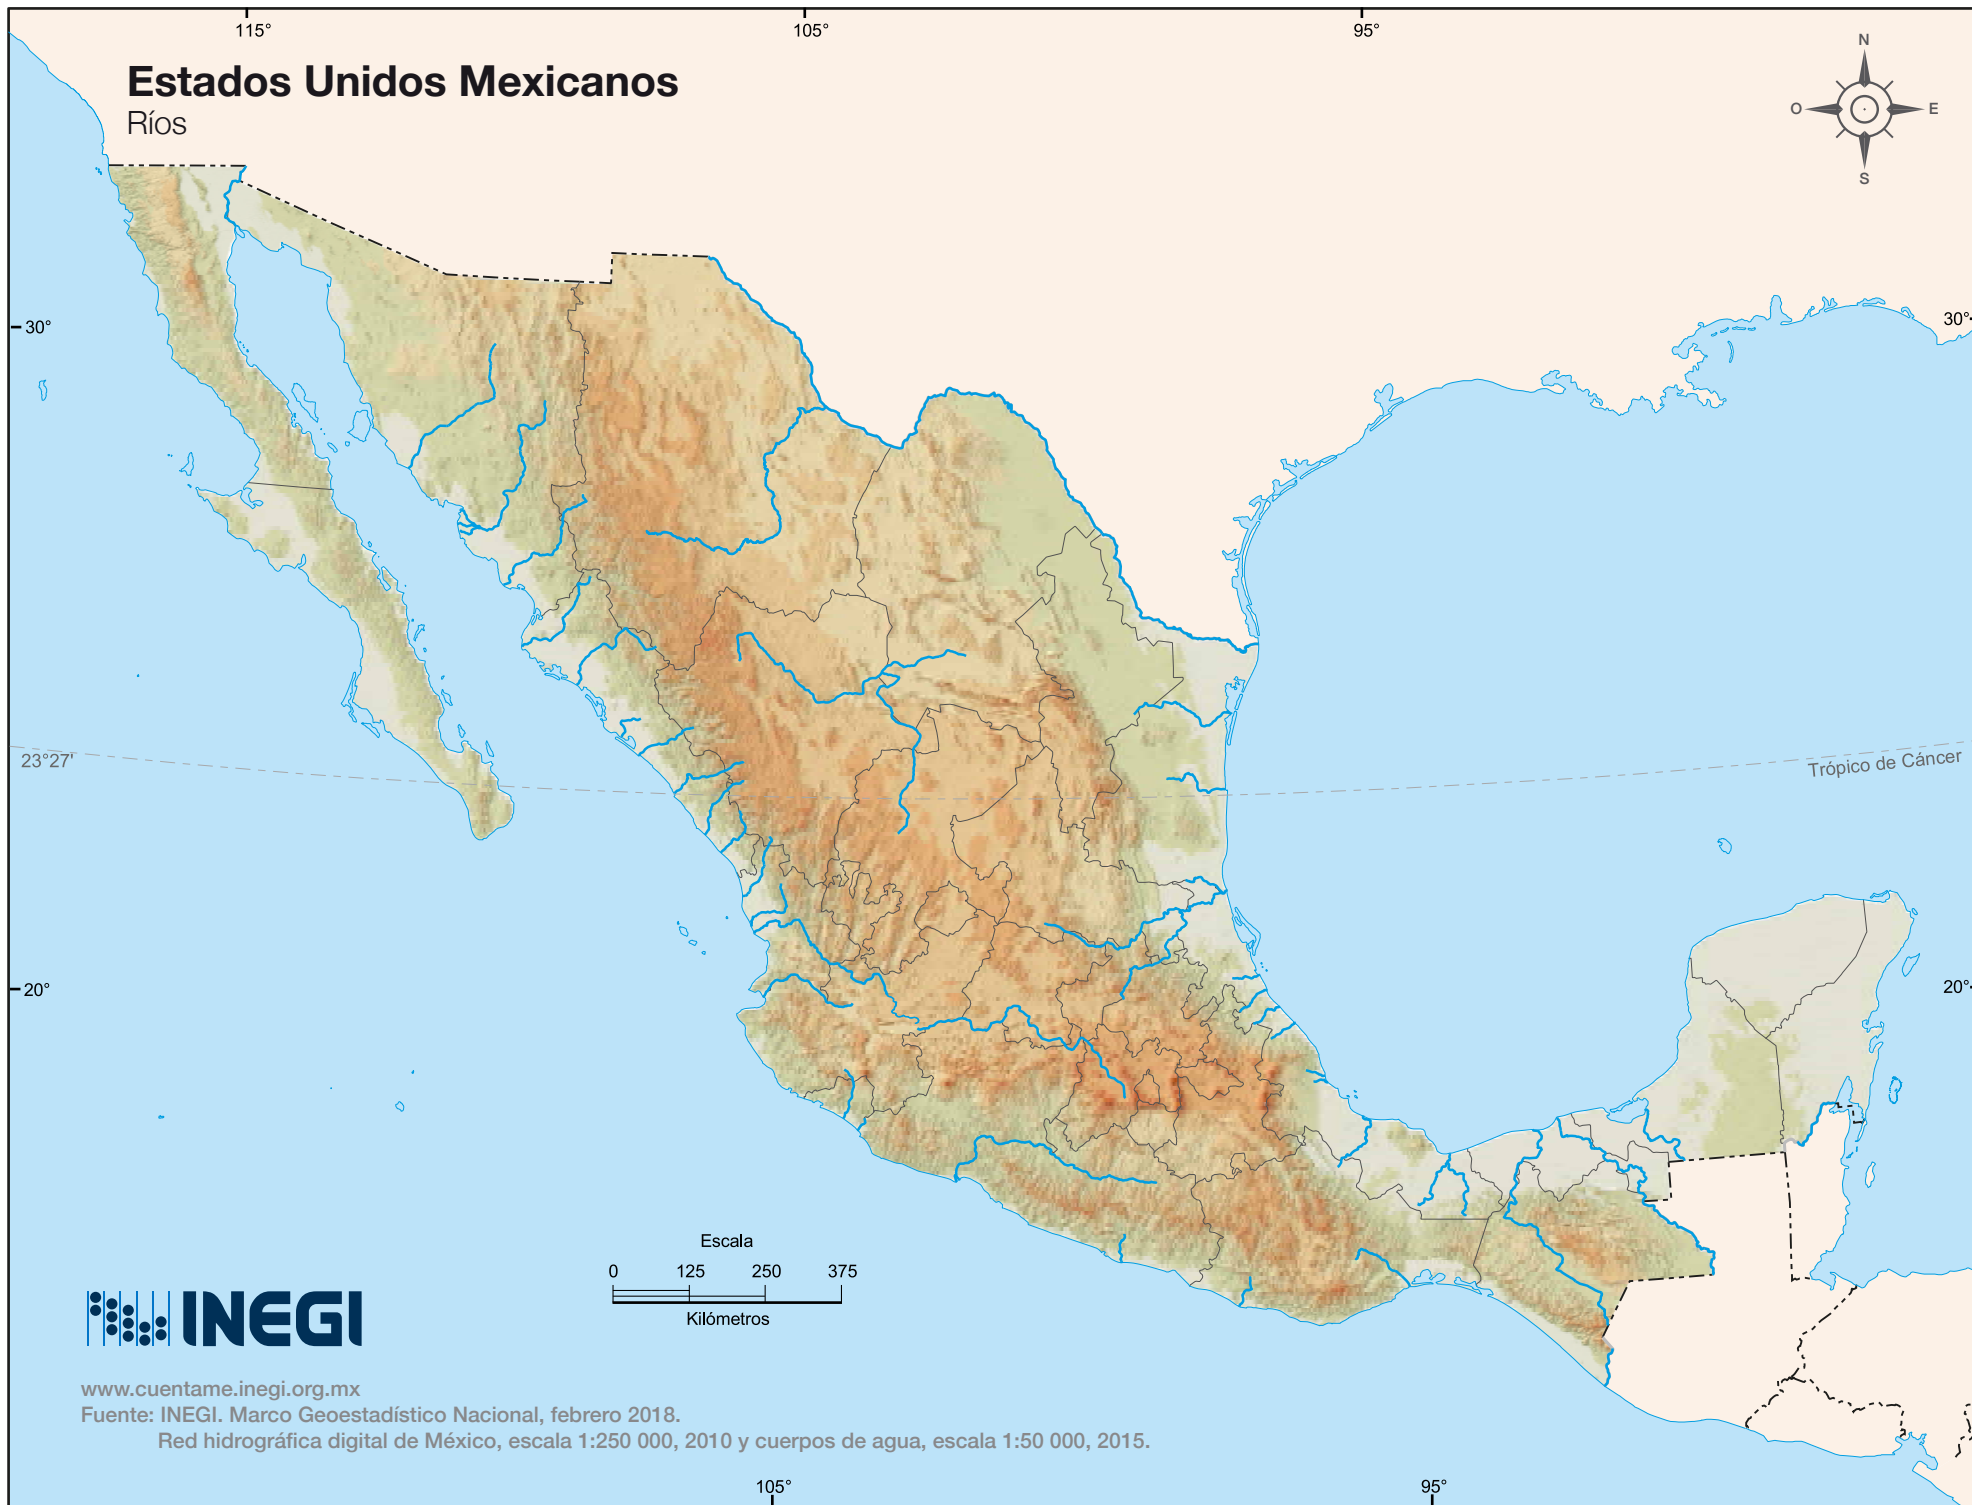 115°
105°
95°
Estados Unidos Mexicanos
Ríos
N
O
E
S
30°
30°
23°27'
Trópico de Cáncer
20°
20°
Escala
0 125 250 375
Kilómetros
INEGI
www.cuentame.inegi.org.mx
Fuente: INEGI. Marco Geoestadístico Nacional, febrero 2018.
Red hidrográfica digital de México, escala 1:250 000, 2010 y cuerpos de agua, escala 1:50 000, 2015.
105°
95°